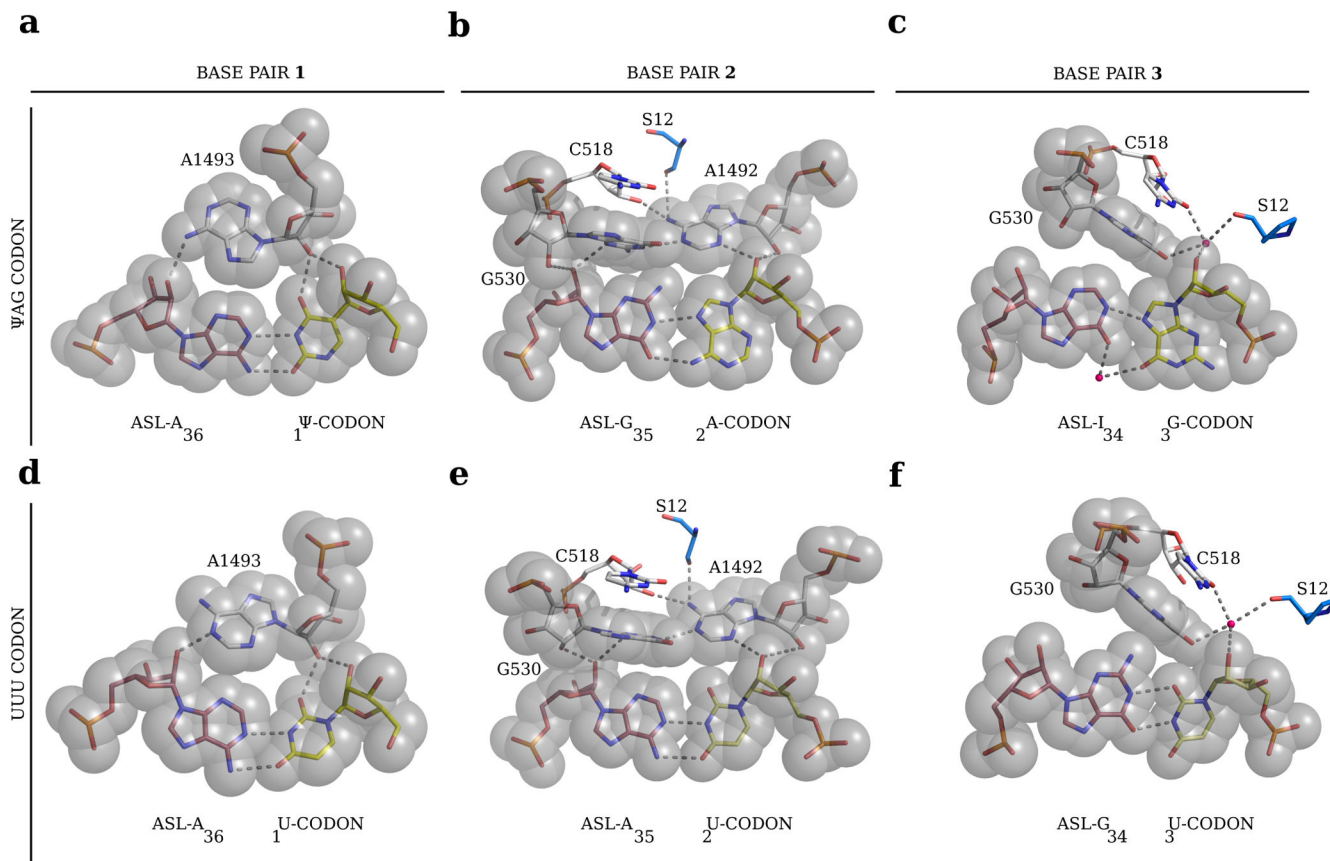 a
b
c
BASE PAIR 1
BASE PAIR 2
BASE PAIR 3
ΨAG CODON
A1493
ASL-A36
1Ψ-CODON
S12
C518
A1492
G530
ASL-G35
2A-CODON
C518
S12
G530
ASL-I34
3G-CODON
d
e
f
UUU CODON
A1493
ASL-A36
1U-CODON
S12
C518
A1492
G530
ASL-A35
2U-CODON
C518
G530
S12
ASL-G34
3U-CODON